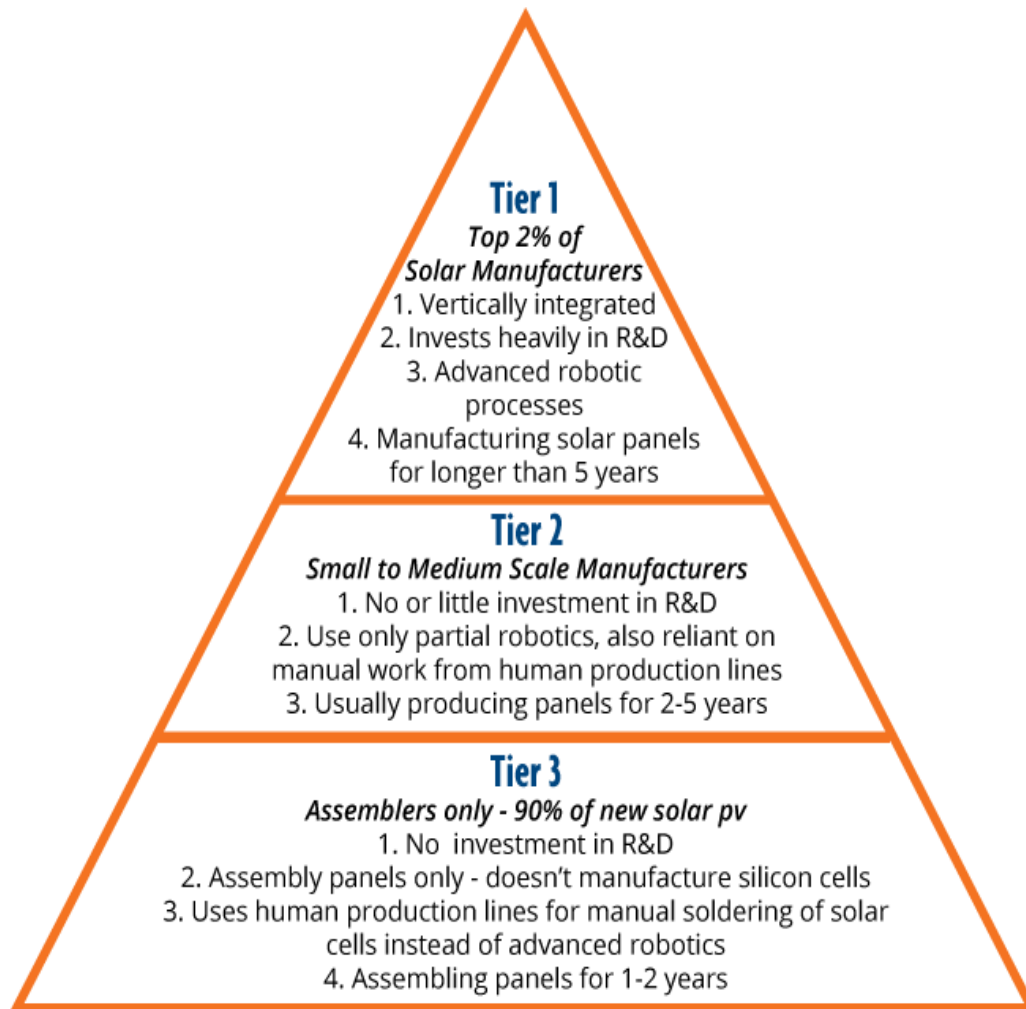 Tier 1
Top 2% of
Solar Manufacturers
1. Vertically integrated
2. Invests heavily in R&D
3. Advanced robotic
processes
4. Manufacturing solar panels
for longer than 5 years
Tier 2
Small to Medium Scale Manufacturers
1. No or little investment in R&D
2. Use only partial robotics, also reliant on
manual work from human production lines
3. Usually producing panels for 2-5 years
Tier 3
Assemblers only - 90% of new solar pv
1. No investment in R&D
2. Assembly panels only - doesn't manufacture silicon cells
3. Uses human production lines for manual soldering of solar
cells instead of advanced robotics
4. Assembling panels for 1-2 years